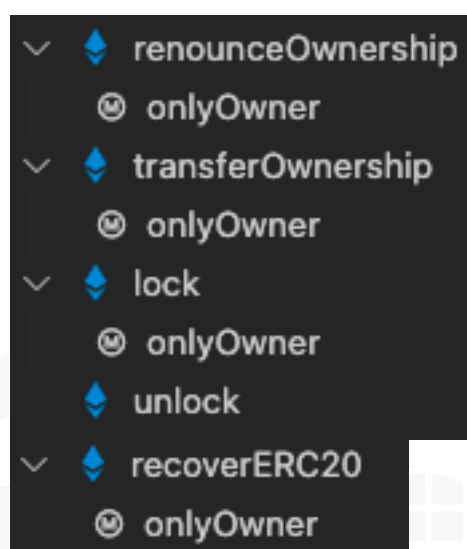 renounceOwnership
onlyOwner
transferOwnership
onlyOwner
lock
onlyOwner
unlock
recoverERC20
onlyOwner